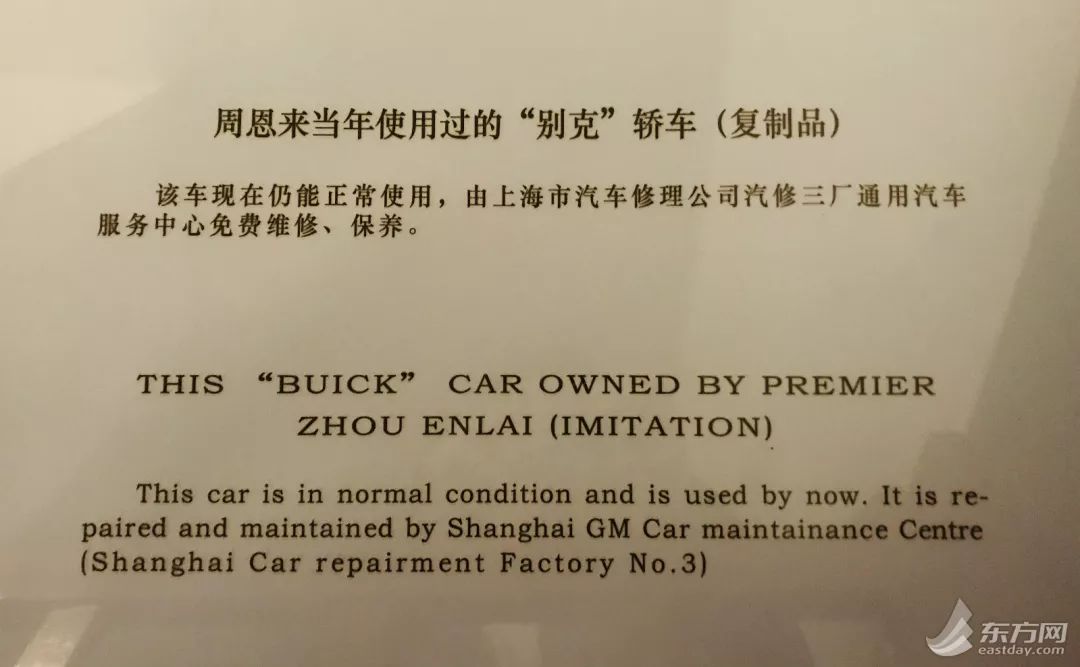 周恩来当年使用过的“别克”轿车（复制品）
该车现在仍能正常使用，由上海市汽车修理公司汽修三厂通用汽车
服务中心免费维修、保养。
THIS “BUICK” CAR OWNED BY PREMIER
ZHOU ENLAI (IMITATION)
This car is in normal condition and is used by now. It is re-
paired and maintained by Shanghai GM Car maintainance Centre
(Shanghai Car repairment Factory No.3)
东方网
eastday.com